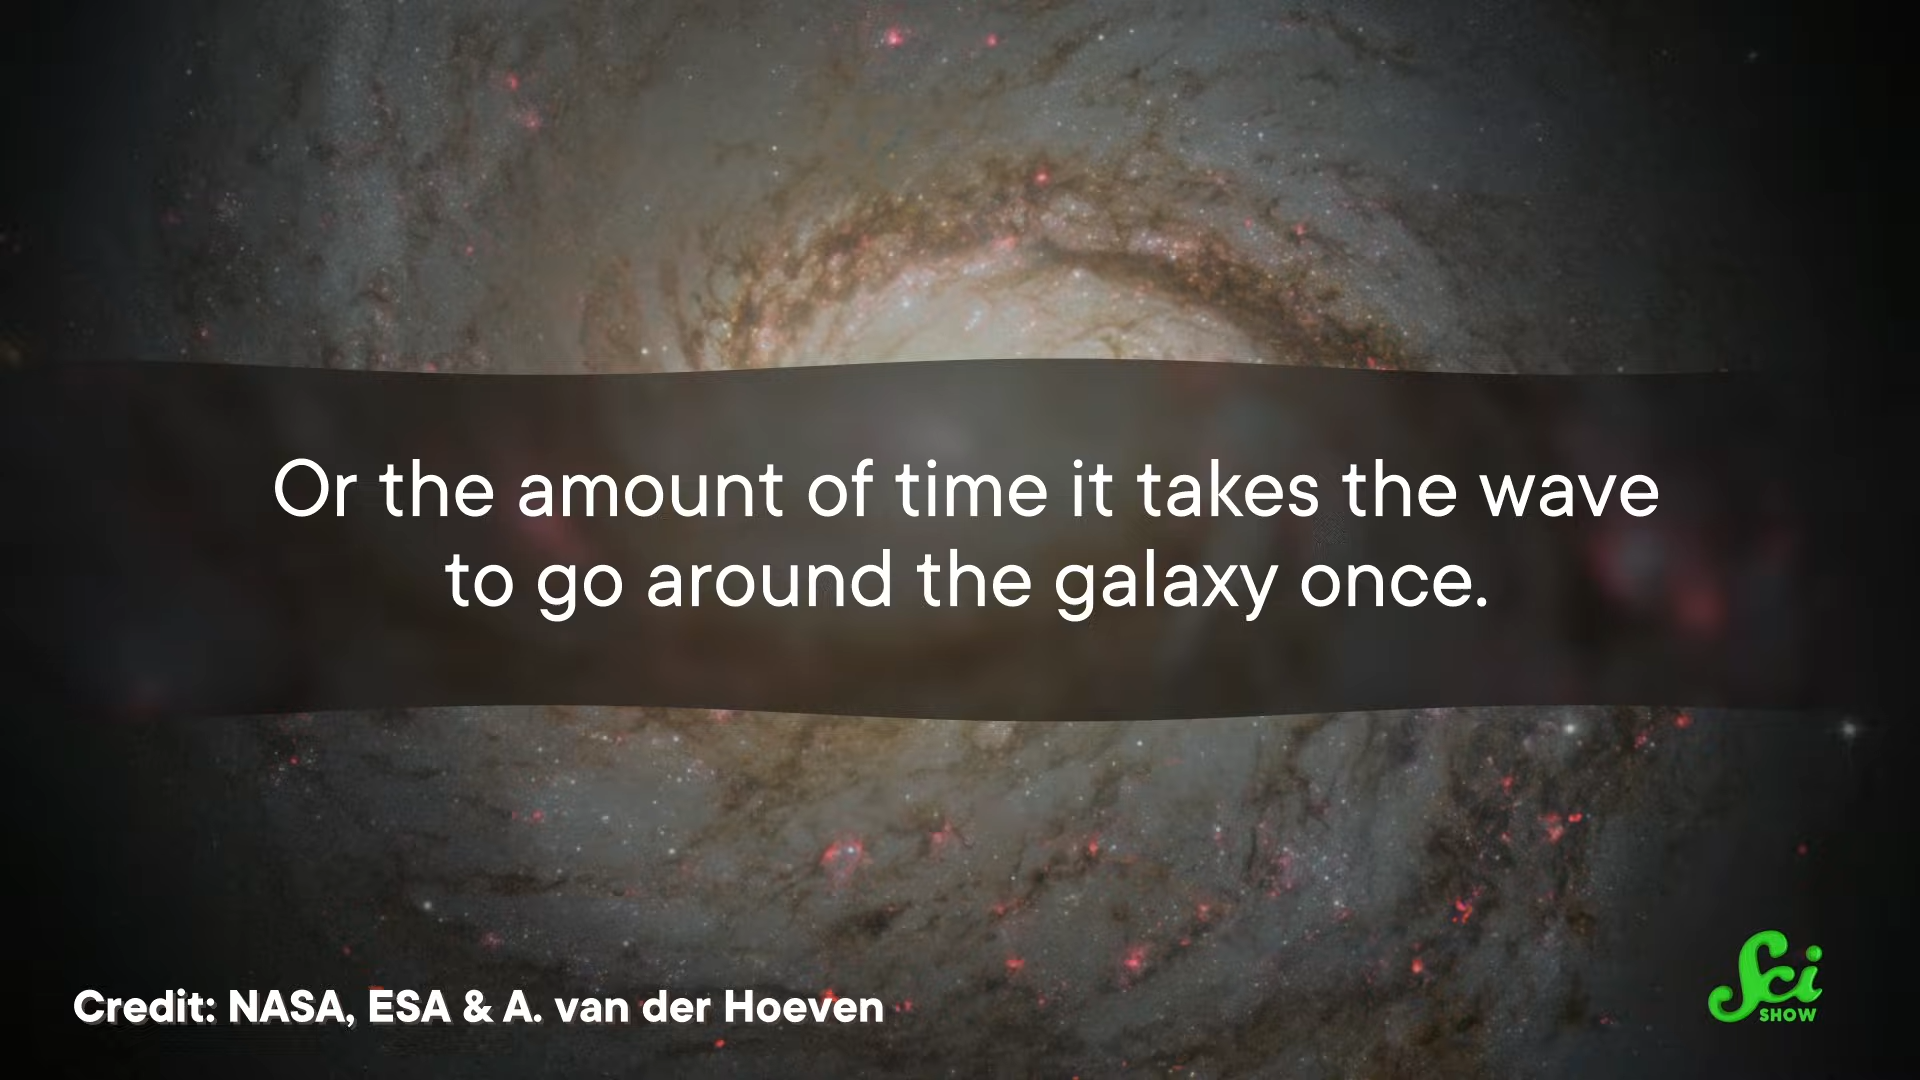 Or the amount of time it takes the wave
to go around the galaxy once.
Credit: NASA, ESA & A. van der Hoeven
Sci
SHOW